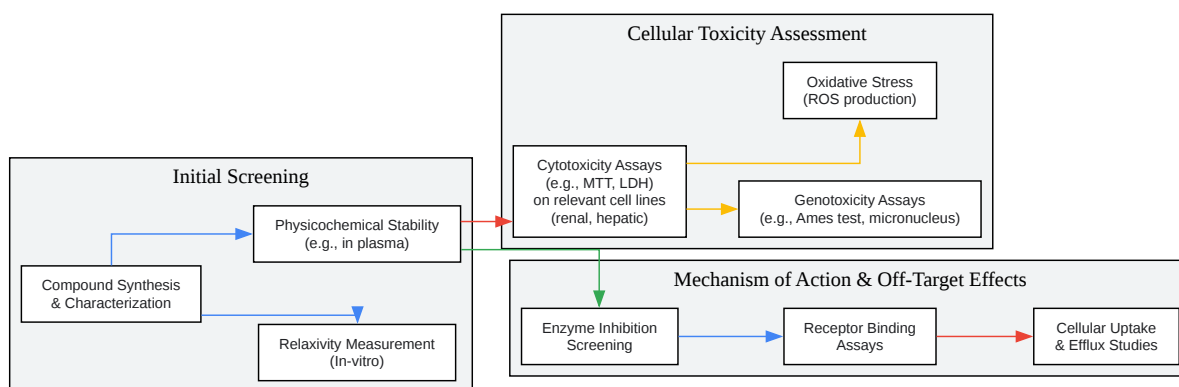 Initial Screening
Compound Synthesis
& Characterization
Physicochemical Stability
(e.g., in plasma)
Relaxivity Measurement
(In-vitro)
Cellular Toxicity Assessment
Cytotoxicity Assays
(e.g., MTT, LDH)
on relevant cell lines
(renal, hepatic)
Oxidative Stress
(ROS production)
Genotoxicity Assays
(e.g., Ames test, micronucleus)
Mechanism of Action & Off-Target Effects
Enzyme Inhibition
Screening
Receptor Binding
Assays
Cellular Uptake
& Efflux Studies